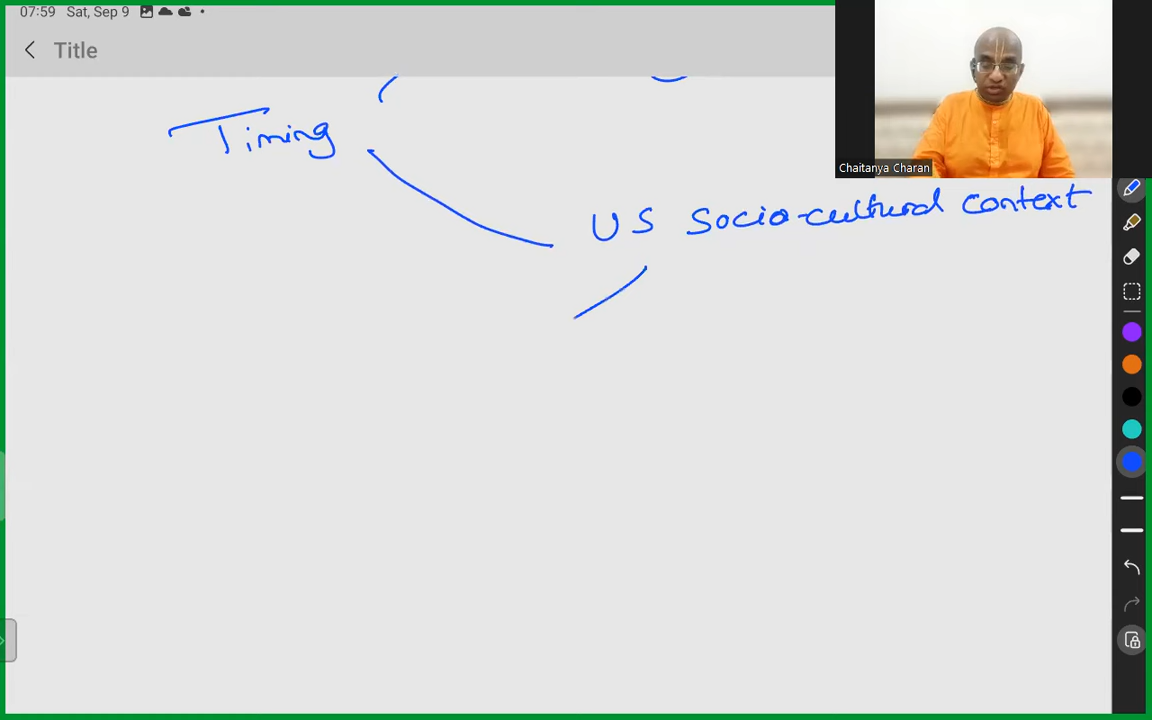 07:59 Sat, Sep 9
Title
Timing
Chaitanya Charan
US Socio-cultural context